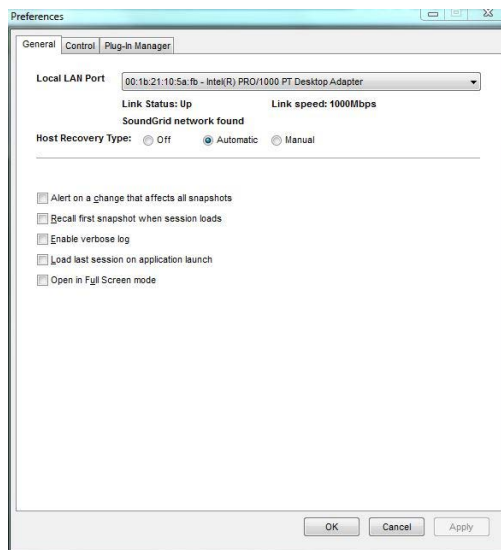 Preferences
General Control Plug-In Manager
Local LAN Port 00:1b:21:10:5a:fb - Intel(R) PRO/1000 PT Desktop Adapter
Link Status: Up Link speed: 1000Mbps
SoundGrid network found
Host Recovery Type: Off Automatic Manual
Alert on a change that affects all snapshots
Recall first snapshot when session loads
Enable verbose log
Load last session on application launch
Open in Full Screen mode
OK Cancel Apply